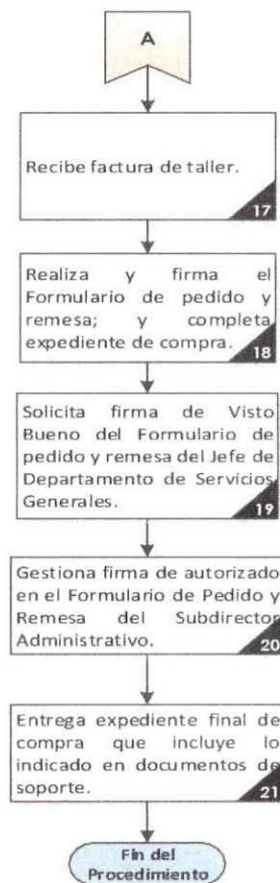 A
Recibe factura de taller.
17
Realiza y firma el
Formulario de pedido y
remesa; y completa
expediente de compra.
18
Solicita firma de Visto
Bueno del Formulario de
pedido y remesa del Jefe de
Departamento de Servicios
Generales.
19
Gestiona firma de autorizado
en el Formulario de Pedido y
Remesa del Subdirector
Administrativo.
20
Entrega expediente final de
compra que incluye lo
indicado en documentos de
soporte.
21
Fin del
Procedimiento